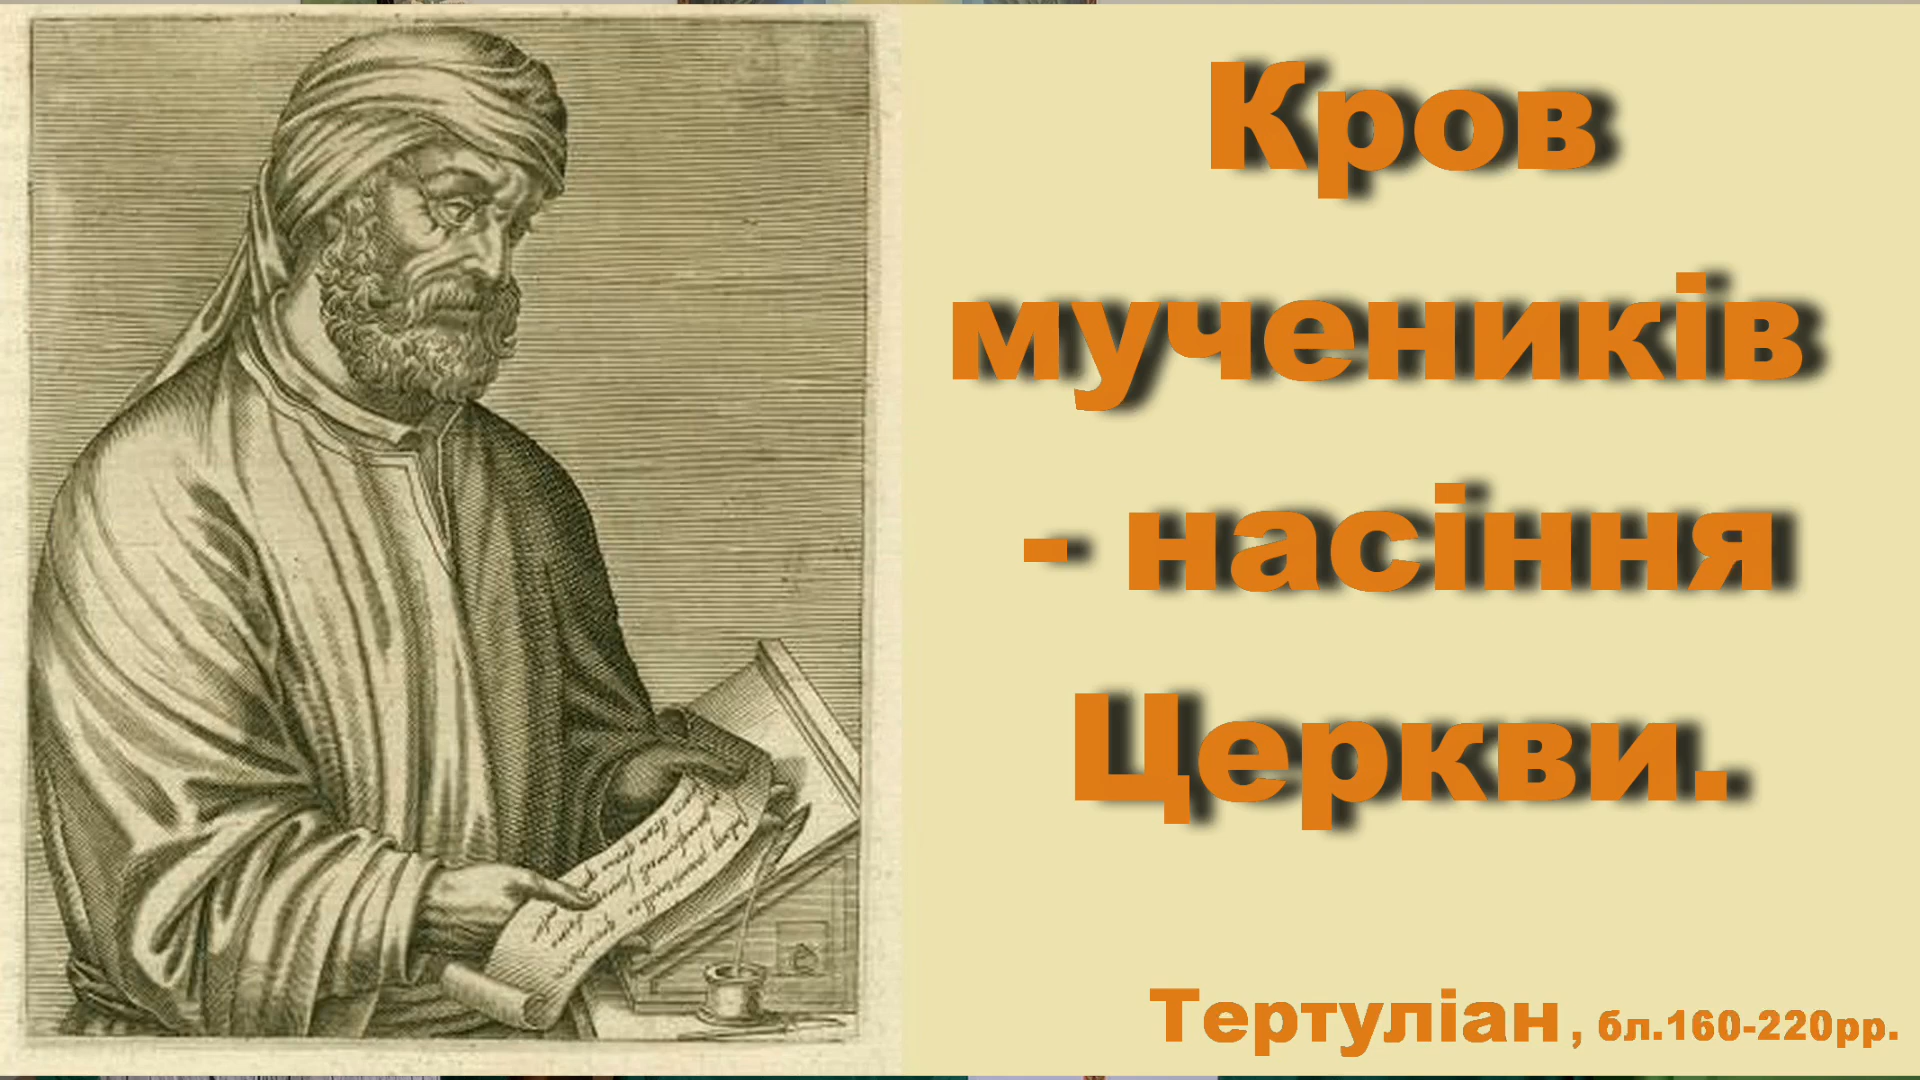 Кров
мучеників
- насіння
Церкви.
Тертуліан, бл.160-220рр.